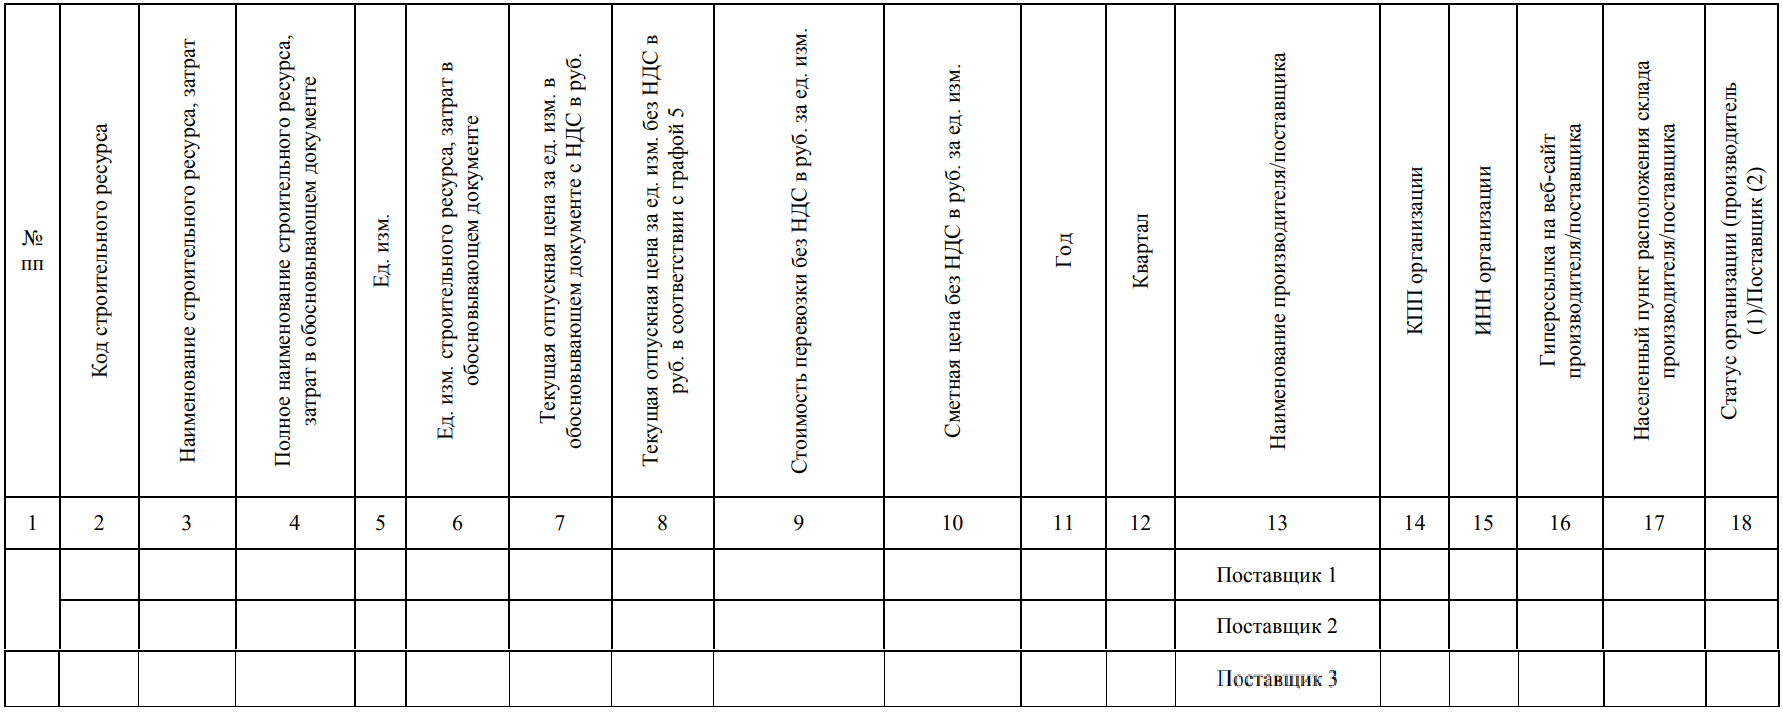 №
пп
Код строительного ресурса
Наименование строительного ресурса, затрат
Полное наименование строительного ресурса,
затрат в обосновывающем документе
Ед. изм.
Ед. изм. строительного ресурса, затрат в
обосновывающем документе
Текущая отпускная цена за ед. изм. в
обосновывающем документе с НДС в руб.
Текущая отпускная цена за ед. изм. без НДС в
руб. в соответствии с графой 5
Стоимость перевозки без НДС в руб. за ед. изм.
Сметная цена без НДС в руб. за ед. изм.
Год
Квартал
Наименование производителя/поставщика
КПП организации
ИНН организации
Гиперссылка на веб-сайт
производителя/поставщика
Населенный пункт расположения склада
производителя/поставщика
Статус организации (производитель
(1)/Поставщик (2)
1 2 3 4 5 6 7 8 9 10 11 12 13 14 15 16 17 18
Поставщик 1
Поставщик 2
Поставщик 3